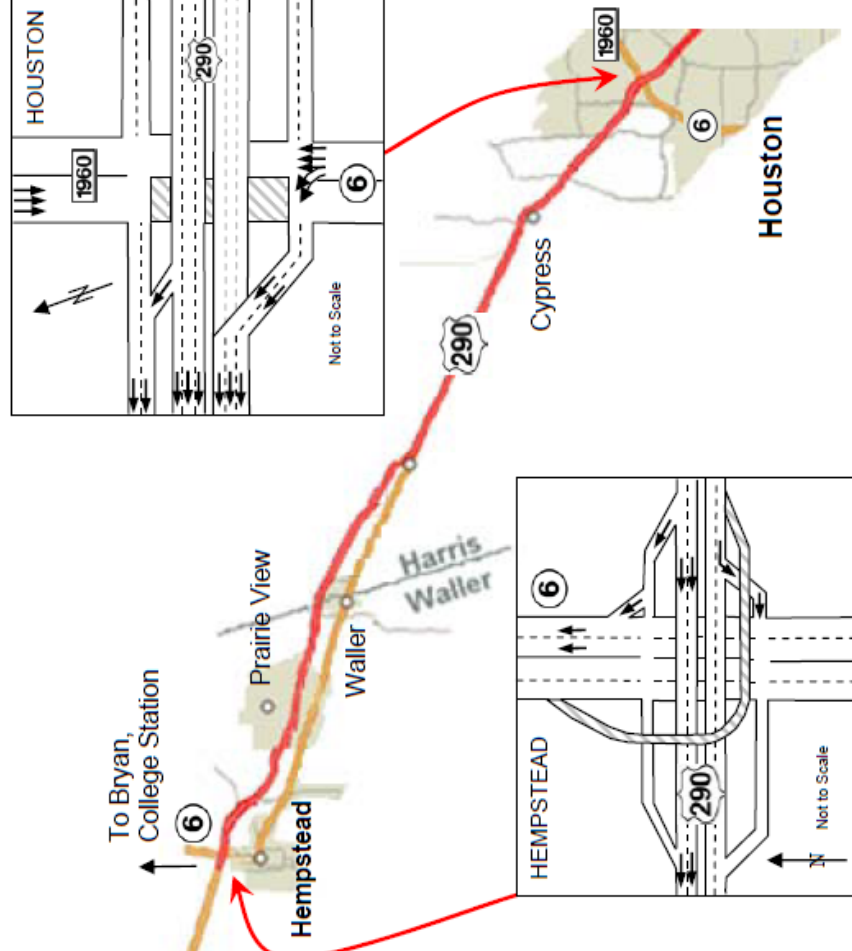 HOUSTON
290
1960
6
N
Not to Scale
1960
6
Houston
Cypress
290
Harris
Waller
Prairie View
Waller
To Bryan,
College Station
6
Hempstead
HEMPSTEAD
6
290
N
Not to Scale